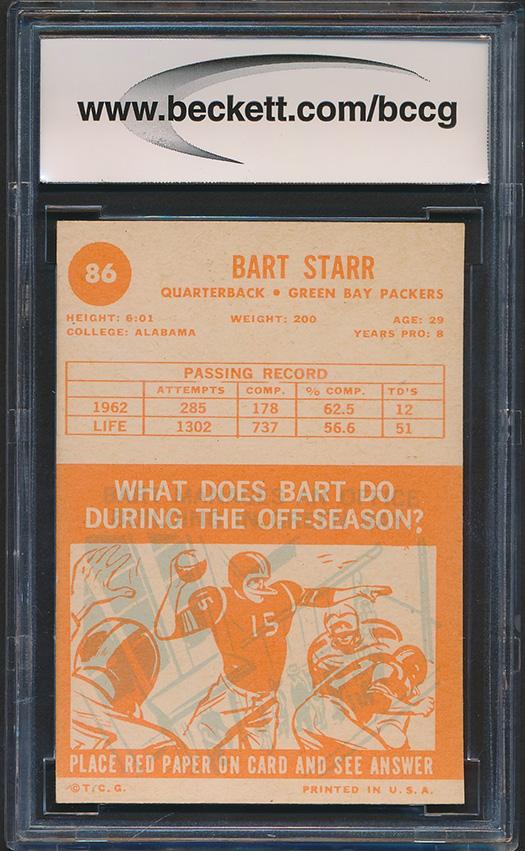 www.beckett.com/bccg
86
BART STARR
QUARTERBACK • GREEN BAY PACKERS
HEIGHT: 6:01 WEIGHT: 200 AGE: 29
COLLEGE: ALABAMA YEARS PRO: 8
PASSING RECORD
ATTEMPTS COMP. % COMP. TD'S
1962 285 178 62.5 12
LIFE 1302 737 56.6 51
WHAT DOES BART DO
DURING THE OFF-SEASON?
15
15
PLACE RED PAPER ON CARD AND SEE ANSWER
©T.C.G. PRINTED IN U.S.A.